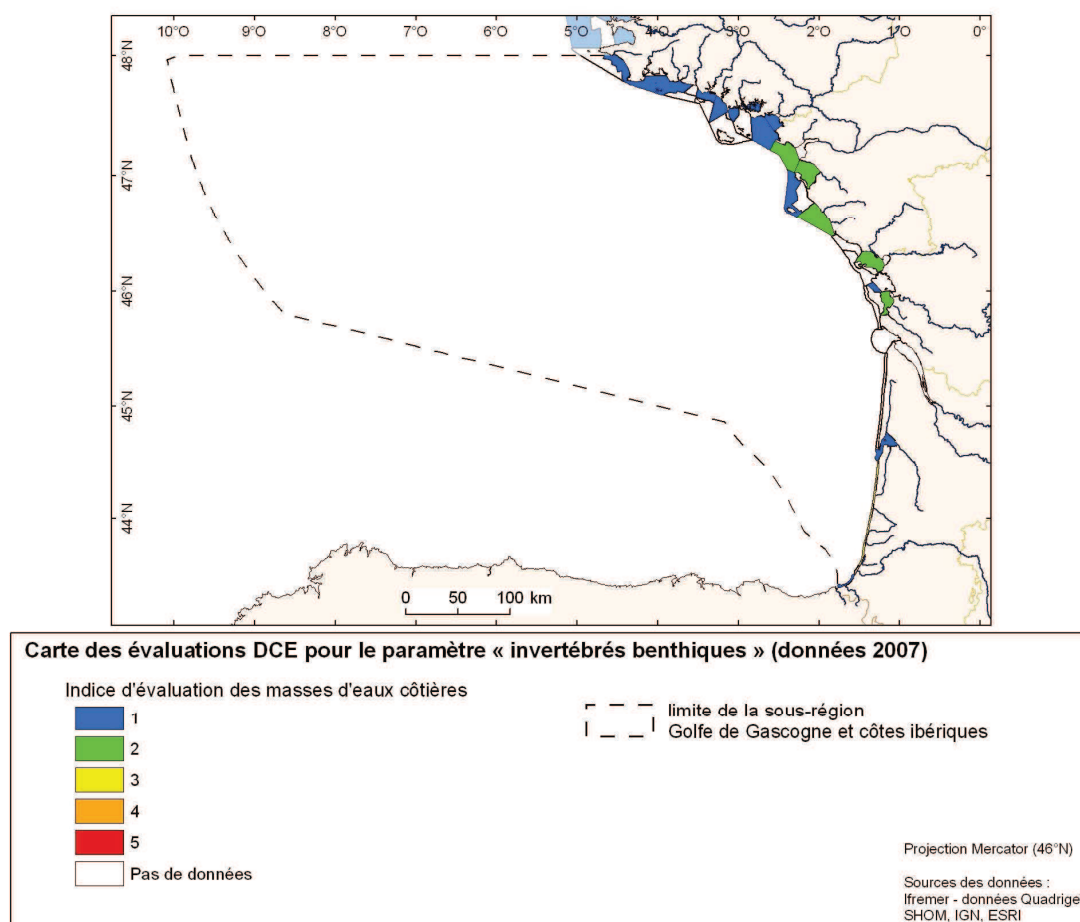 10°O 9°O 8°O 7°O 6°O 5°O 4°O 3°O 2°O 1°O 0°
48°N
47°N
46°N
45°N
44°N
0 50 100 km
Carte des évaluations DCE pour le paramètre « invertébrés benthiques » (données 2007)
Indice d'évaluation des masses d'eaux côtières
1
2
3
4
5
Pas de données
limite de la sous-région
Golfe de Gascogne et côtes ibériques
Projection Mercator (46°N)
Sources des données :
Ifremer - données Quadrige
SHOM, IGN, ESRI